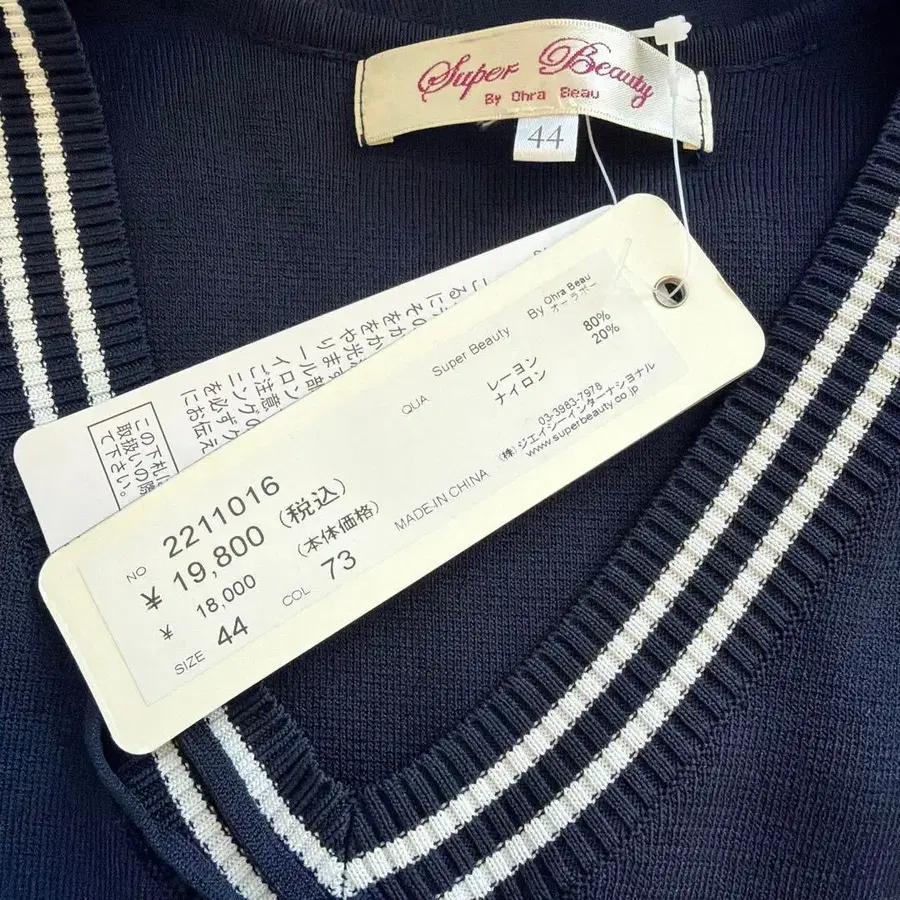 Super Beauty
By Ohra Beau
44
Super Beauty By Ohra Beau
オーラボー
QUA レーヨン 80%
ナイロン 20%
03-3983-7978
(株)ジエイシーインターナショナル
www.superbeauty.co.jp
MADE-IN CHINA
NO 2211016
¥ 19,800 (税込)
¥ 18,000 (本体価格)
SIZE 44 COL 73
この下札
取扱いの際
で下さい。